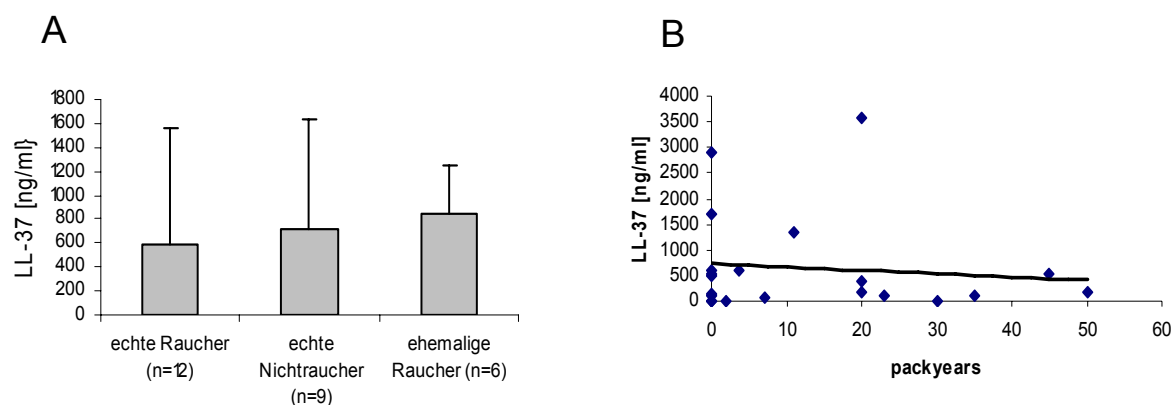 A
B
LL-37 [ng/ml}
1800
1600
1400
1200
1000
800
600
400
200
0
echte Raucher
(n=12)
echte
Nichtraucher
(n=9)
ehemalige
Raucher (n=6)
LL-37 [ng/ml]
4000
3500
3000
2500
2000
1500
1000
500
0
0 10 20 30 40 50 60
packyears